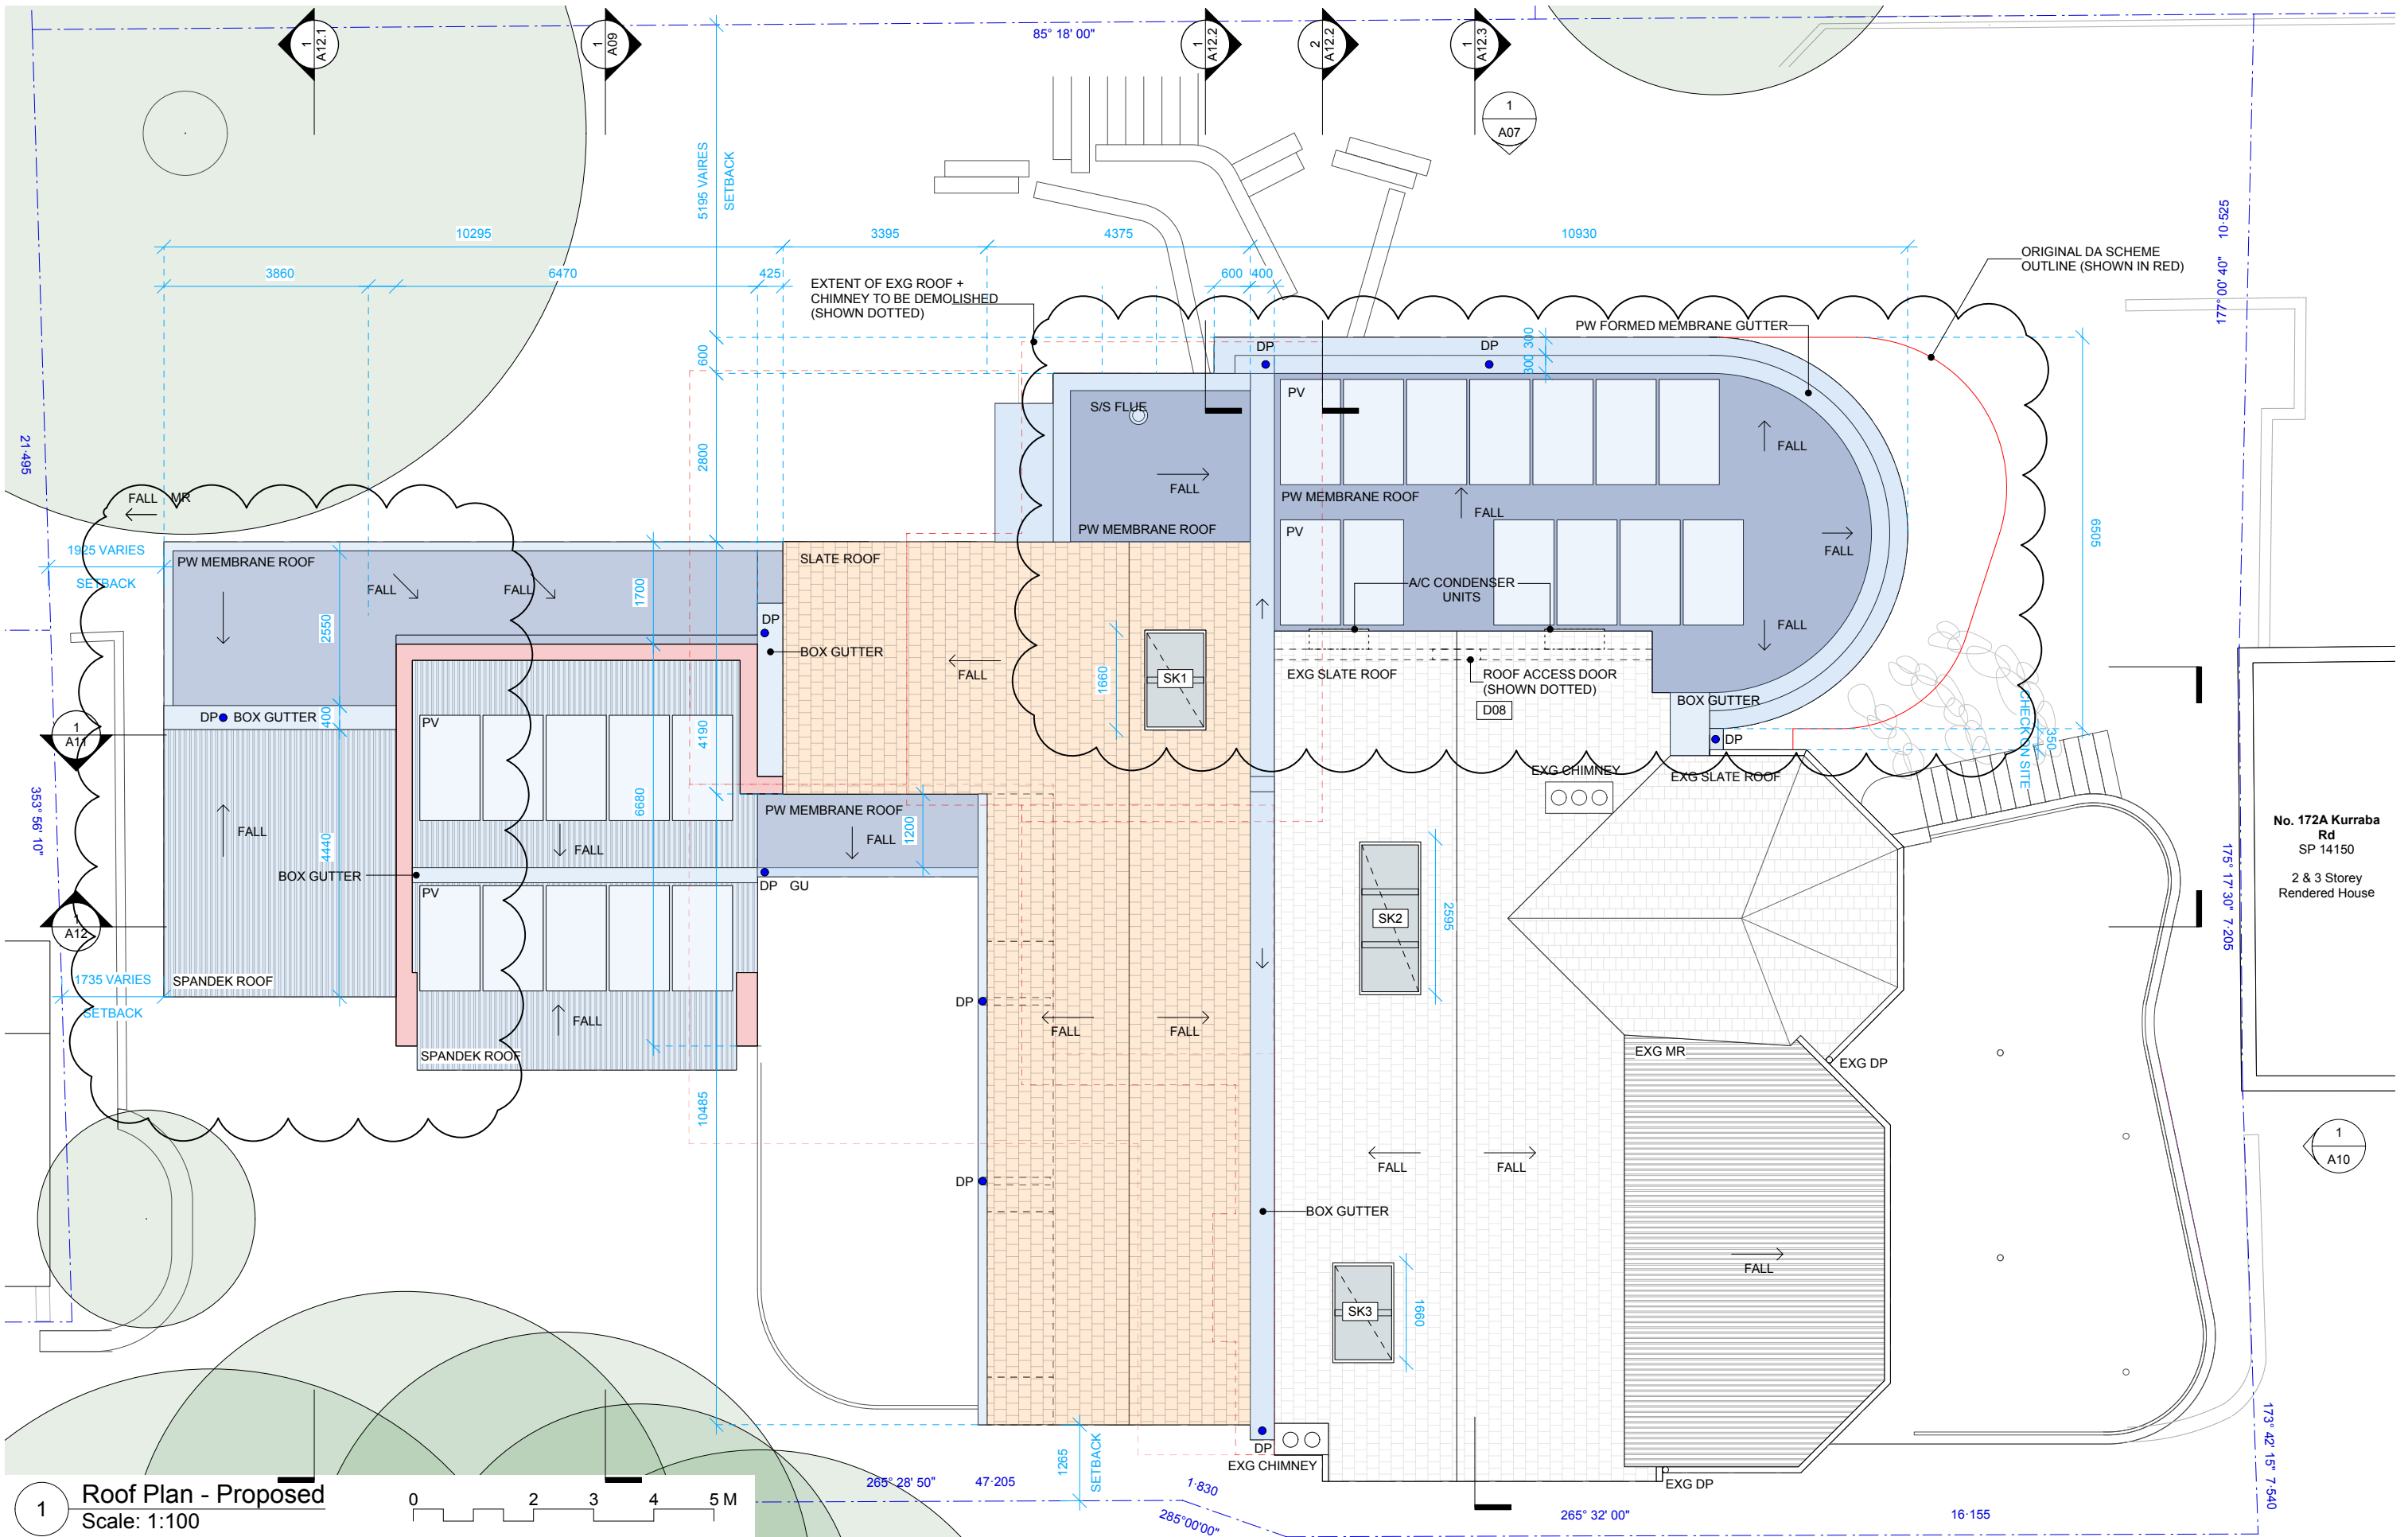 85° 18' 00"
1
A12.1
1
A09
1
A12.2
2
A12.2
1
A12.3
1
A07
5195 VAIRES
SETBACK
10295
3395
4375
10930
3860
6470
425
600
400
EXTENT OF EXG ROOF +
CHIMNEY TO BE DEMOLISHED
(SHOWN DOTTED)
ORIGINAL DA SCHEME
OUTLINE (SHOWN IN RED)
177° 00' 40"
10·525
PW FORMED MEMBRANE GUTTER
DP
DP
300
300
600
2800
PV
S/S FLUE
FALL
FALL
FALL
PW MEMBRANE ROOF
PW MEMBRANE ROOF
PV
FALL
6505
21·495
FALL
MR
1925 VARIES
SETBACK
PW MEMBRANE ROOF
FALL
FALL
2550
1700
SLATE ROOF
DP
BOX GUTTER
FALL
1660
SK1
A/C CONDENSER
UNITS
FALL
EXG SLATE ROOF
ROOF ACCESS DOOR
(SHOWN DOTTED)
D08
BOX GUTTER
DP
CHECK ON SITE
350
DP
BOX GUTTER
400
1
A11
PV
4190
EXG CHIMNEY
EXG SLATE ROOF
353° 56' 10"
FALL
4440
6680
PW MEMBRANE ROOF
FALL
1200
FALL
BOX GUTTER
PV
DP
GU
No. 172A Kurraba
Rd
SP 14150
2 & 3 Storey
Rendered House
175° 17' 30"
7·205
SK2
2595
1
A12
1735 VARIES
SETBACK
SPANDEK ROOF
FALL
SPANDEK ROOF
DP
FALL
FALL
EXG MR
EXG DP
10485
DP
FALL
FALL
1
A10
BOX GUTTER
FALL
SK3
1660
DP
EXG CHIMNEY
EXG DP
1265
SETBACK
265° 28' 50"
47·205
1·830
285°00'00"
265° 32' 00"
16·155
173° 42' 15"
7·540
1
Roof Plan - Proposed
Scale: 1:100
0
2
3
4
5 M